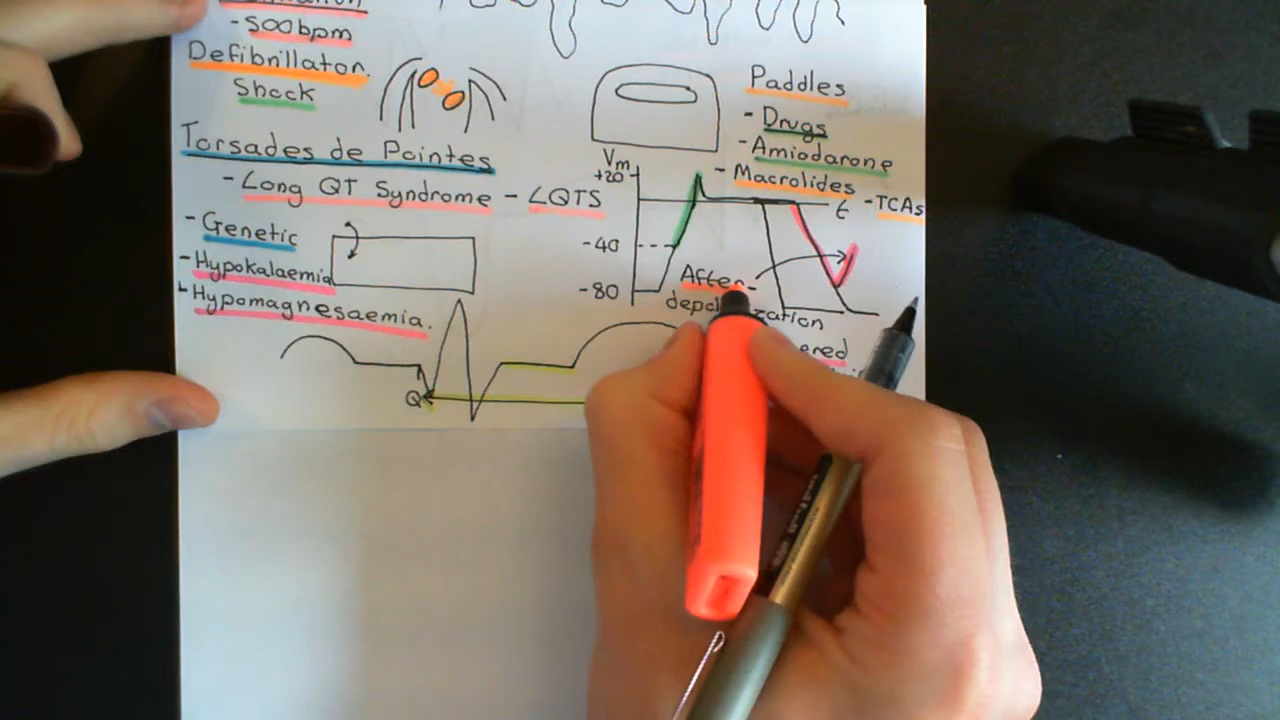 - 500bpm
Defibrillator.
Shock
Paddles
- Drugs
- Amiodarone
- Macrolides - TCAs
Torsades de Pointes
- Long QT Syndrome - LQTS
- Genetic
- Hypokalaemia
- Hypomagnesaemia.
Vm
+20
t
-40
-80
After-
Q